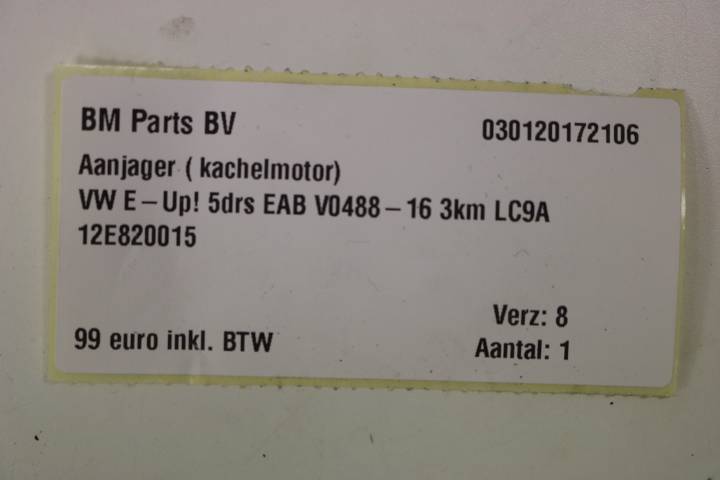 BM Parts BV 030120172106
Aanjager ( kachelmotor)
VW E-Up! 5drs EAB V0488-16 3km LC9A
12E820015
Verz: 8
99 euro inkl. BTW Aantal: 1